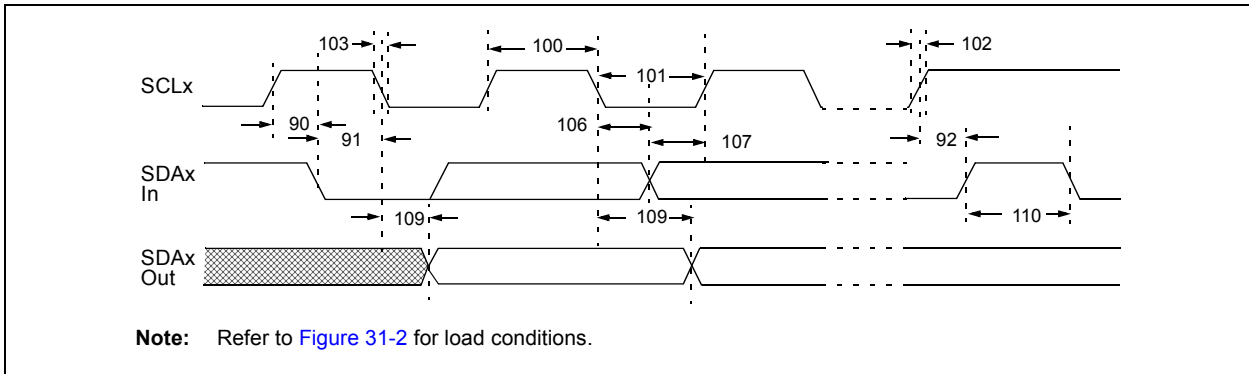 103
100
102
101
SCLx
90
106
91
107
92
SDAx
In
109
109
110
SDAx
Out
Note: Refer to Figure 31-2 for load conditions.